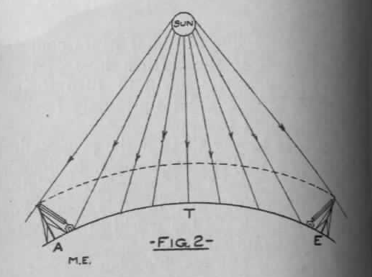 SUN
T
A
E
-FIG. 2-
M.E.